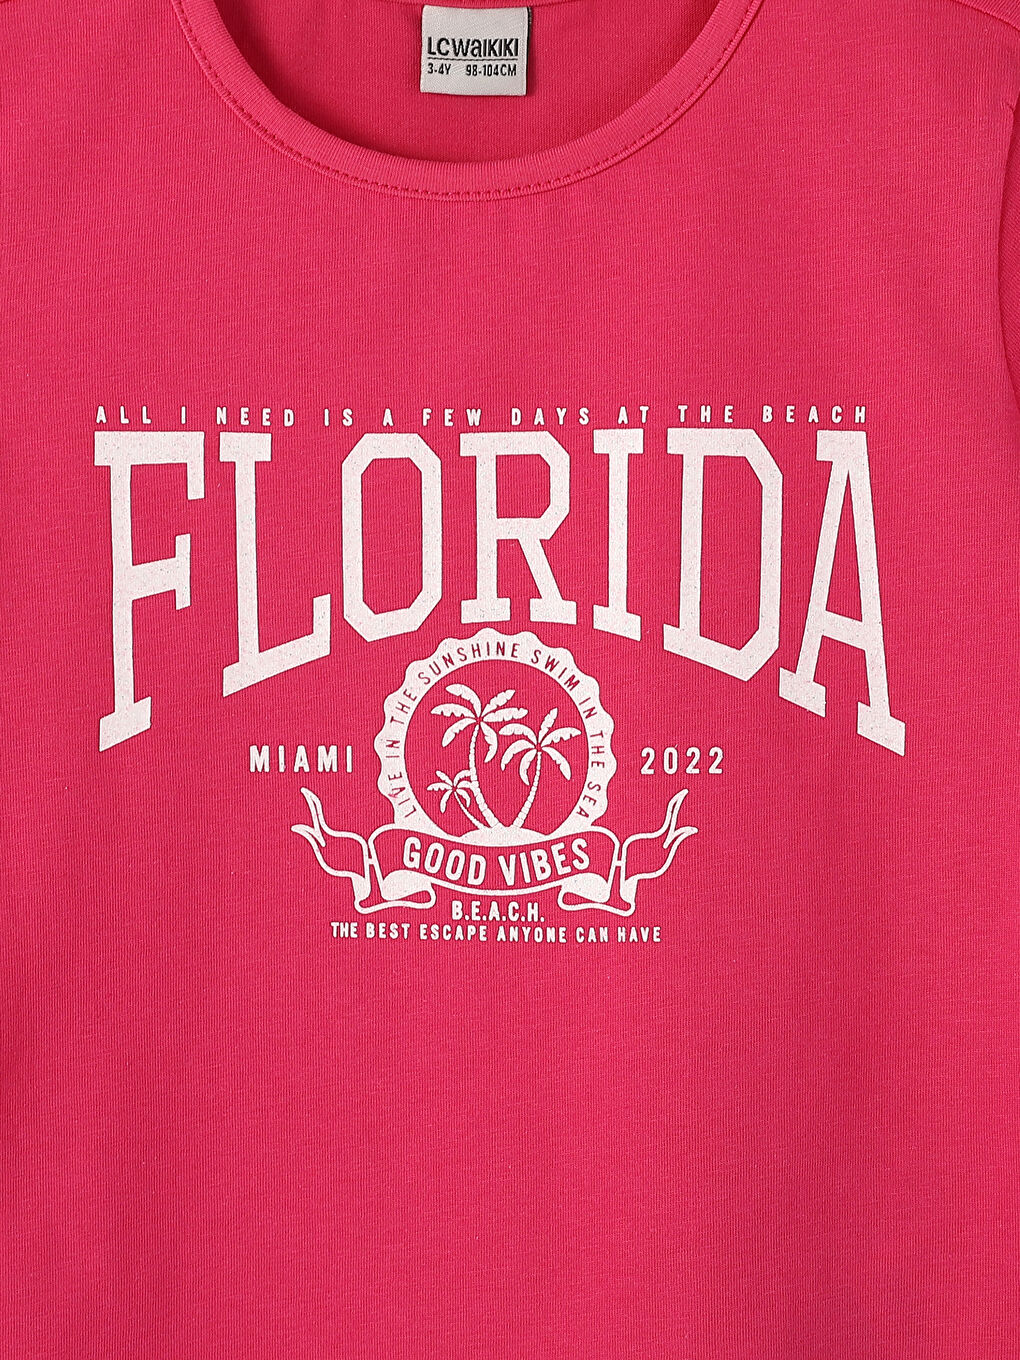 LCWAIKIKI
3-4Y 98-104CM
ALL I NEED IS A FEW DAYS AT THE BEACH
FLORIDA
LIVE IN THE SUNSHINE SWIM IN THE SEA
MIAMI 2022
GOOD VIBES
B.E.A.C.H.
THE BEST ESCAPE ANYONE CAN HAVE